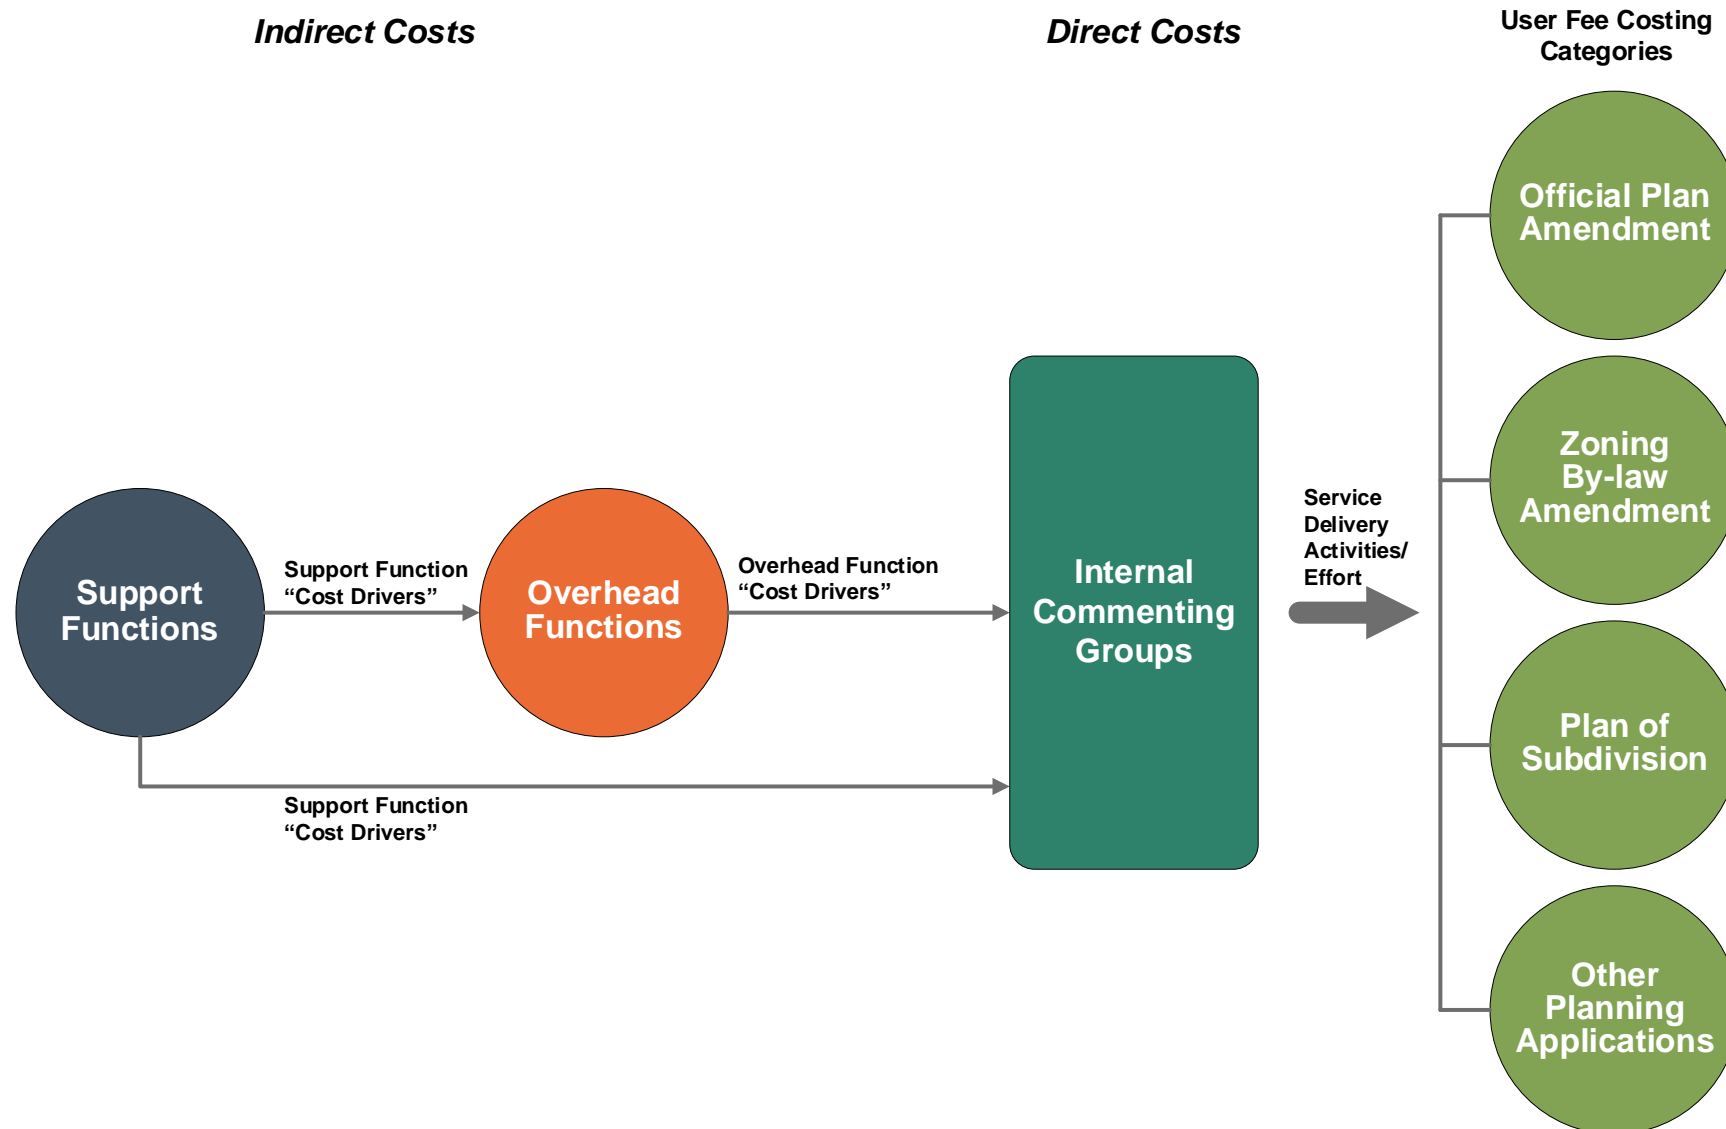 Indirect Costs
Direct Costs
User Fee Costing
Categories
Support
Functions
Support Function
“Cost Drivers”
Overhead
Functions
Overhead Function
“Cost Drivers”
Support Function
“Cost Drivers”
Internal
Commenting
Groups
Service
Delivery
Activities/
Effort
Official Plan
Amendment
Zoning
By-law
Amendment
Plan of
Subdivision
Other
Planning
Applications